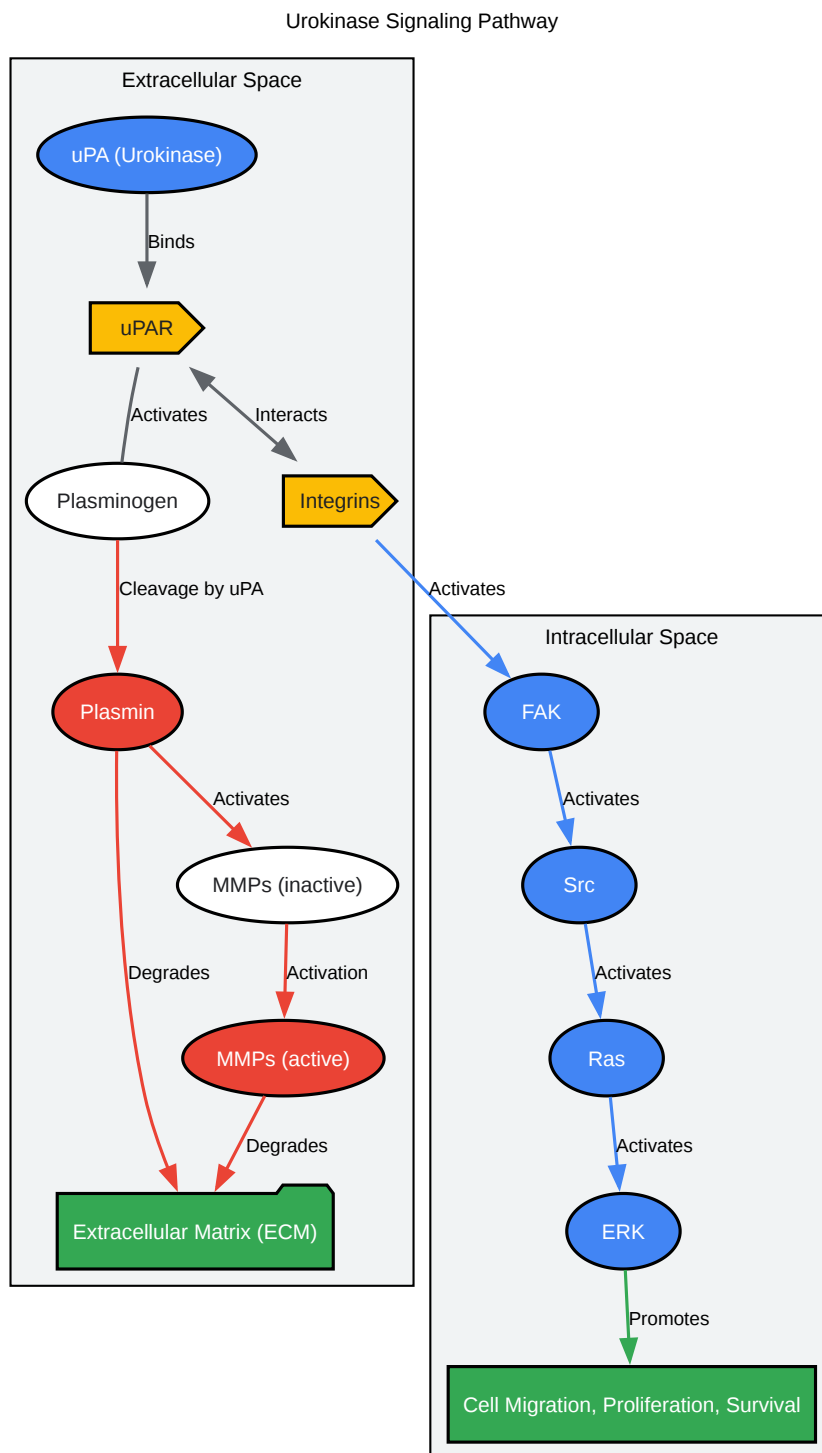 Urokinase Signaling Pathway
Extracellular Space
uPA (Urokinase)
Binds
uPAR
Activates
Interacts
Plasminogen
Integrins
Cleavage by uPA
Activates
Intracellular Space
Plasmin
FAK
Activates
Activates
MMPs (inactive)
Src
Degrades
Activation
Activates
MMPs (active)
Ras
Degrades
Activates
Extracellular Matrix (ECM)
ERK
Promotes
Cell Migration, Proliferation, Survival